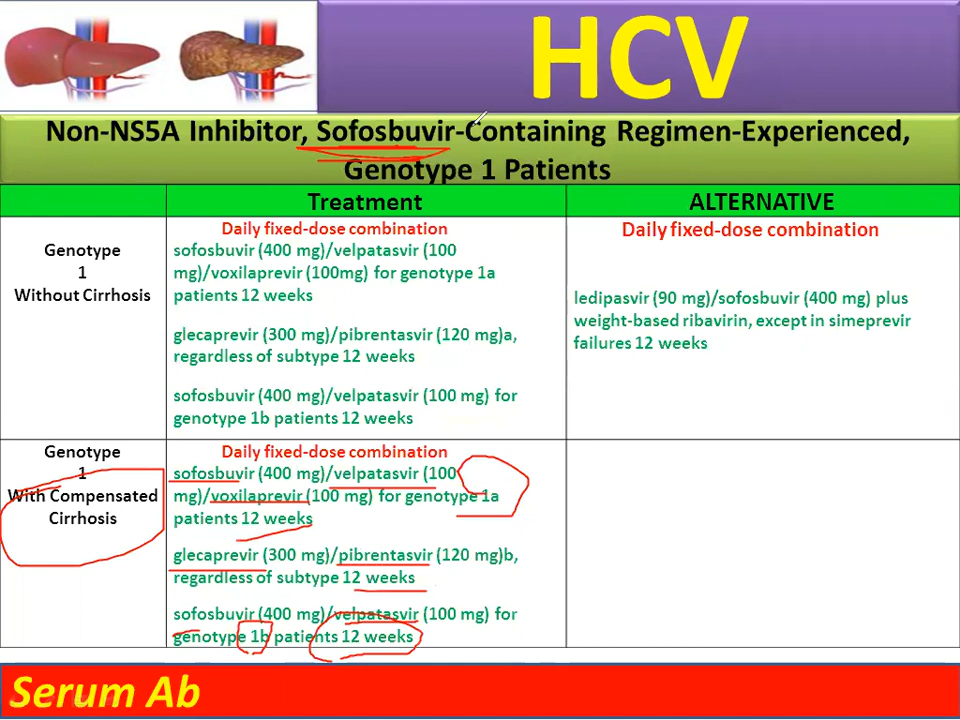 HCV
Non-NS5A Inhibitor, Sofosbuvir-Containing Regimen-Experienced,
Genotype 1 Patients
Treatment
ALTERNATIVE
Genotype
1
Without Cirrhosis
Daily fixed-dose combination
sofosbuvir (400 mg)/velpatasvir (100
mg)/voxilaprevir (100mg) for genotype 1a
patients 12 weeks
glecaprevir (300 mg)/pibrentasvir (120 mg)a,
regardless of subtype 12 weeks
sofosbuvir (400 mg)/velpatasvir (100 mg) for
genotype 1b patients 12 weeks
Daily fixed-dose combination
ledipasvir (90 mg)/sofosbuvir (400 mg) plus
weight-based ribavirin, except in simeprevir
failures 12 weeks
Genotype
1
With Compensated
Cirrhosis
Daily fixed-dose combination
sofosbuvir (400 mg)/velpatasvir (100
mg)/voxilaprevir (100 mg) for genotype 1a
patients 12 weeks
glecaprevir (300 mg)/pibrentasvir (120 mg)b,
regardless of subtype 12 weeks
sofosbuvir (400 mg)/velpatasvir (100 mg) for
genotype 1b patients 12 weeks
Serum Ab